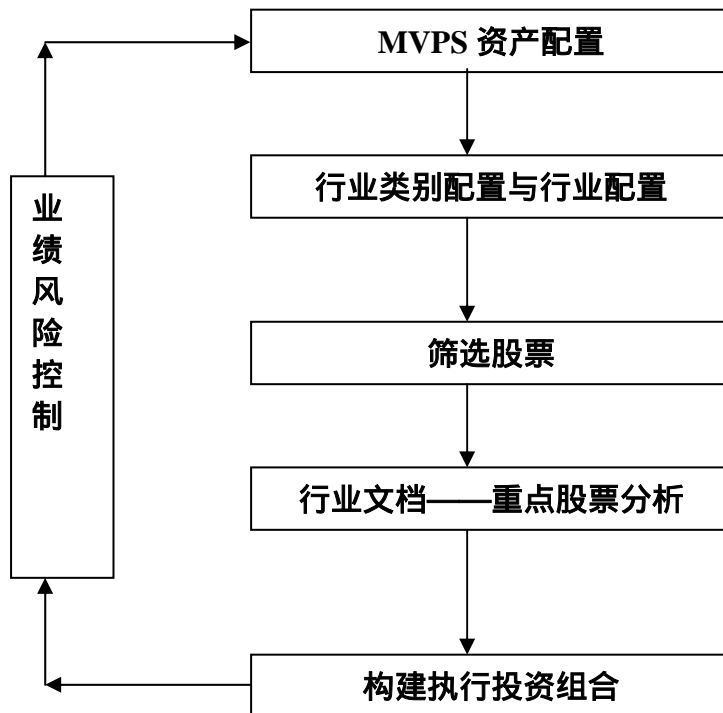 MVPS 资产配置
行业类别配置与行业配置
筛选股票
行业文档——重点股票分析
构建执行投资组合
业
绩
风
险
控
制